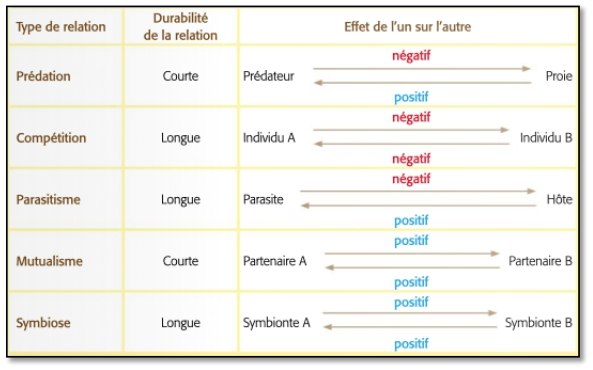 Type de relation
Durabilité
de la relation
Effet de l'un sur l'autre
négatif
Prédation Courte Prédateur Proie
positif
négatif
Compétition Longue Individu A Individu B
négatif
négatif
Parasitisme Longue Parasite Hôte
positif
positif
Mutualisme Courte Partenaire A Partenaire B
positif
positif
Symbiose Longue Symbionte A Symbionte B
positif